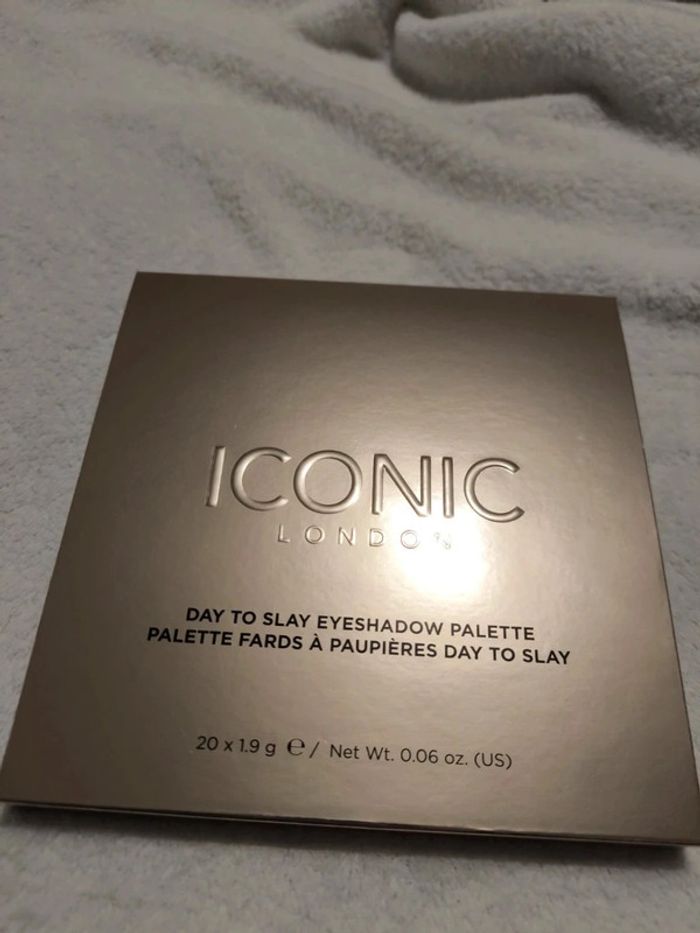 ICONIC
LONDON
DAY TO SLAY EYESHADOW PALETTE
PALETTE FARDS À PAUPIÈRES DAY TO SLAY
20 x 1.9 g ℮ / Net Wt. 0.06 oz. (US)